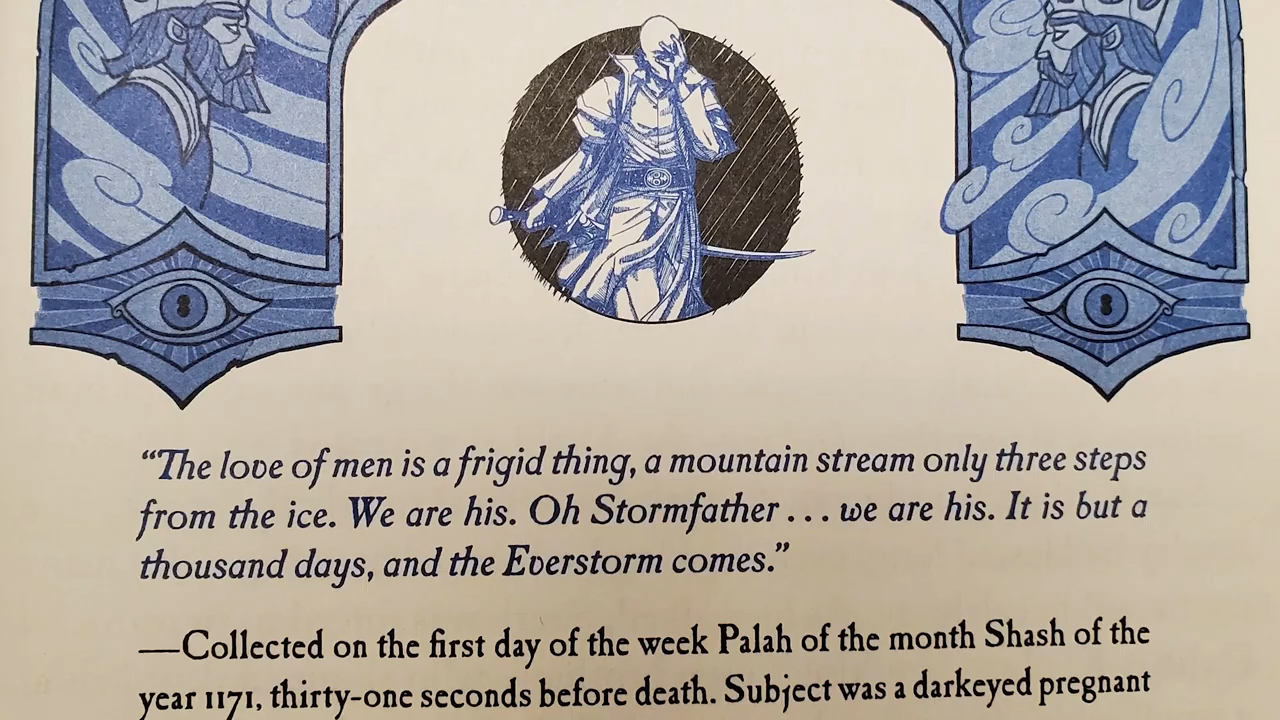 “The love of men is a frigid thing, a mountain stream only three steps
from the ice. We are his. Oh Stormfather . . . we are his. It is but a
thousand days, and the Everstorm comes.”
—Collected on the first day of the week Palah of the month Shash of the
year 1171, thirty-one seconds before death. Subject was a darkeyed pregnant